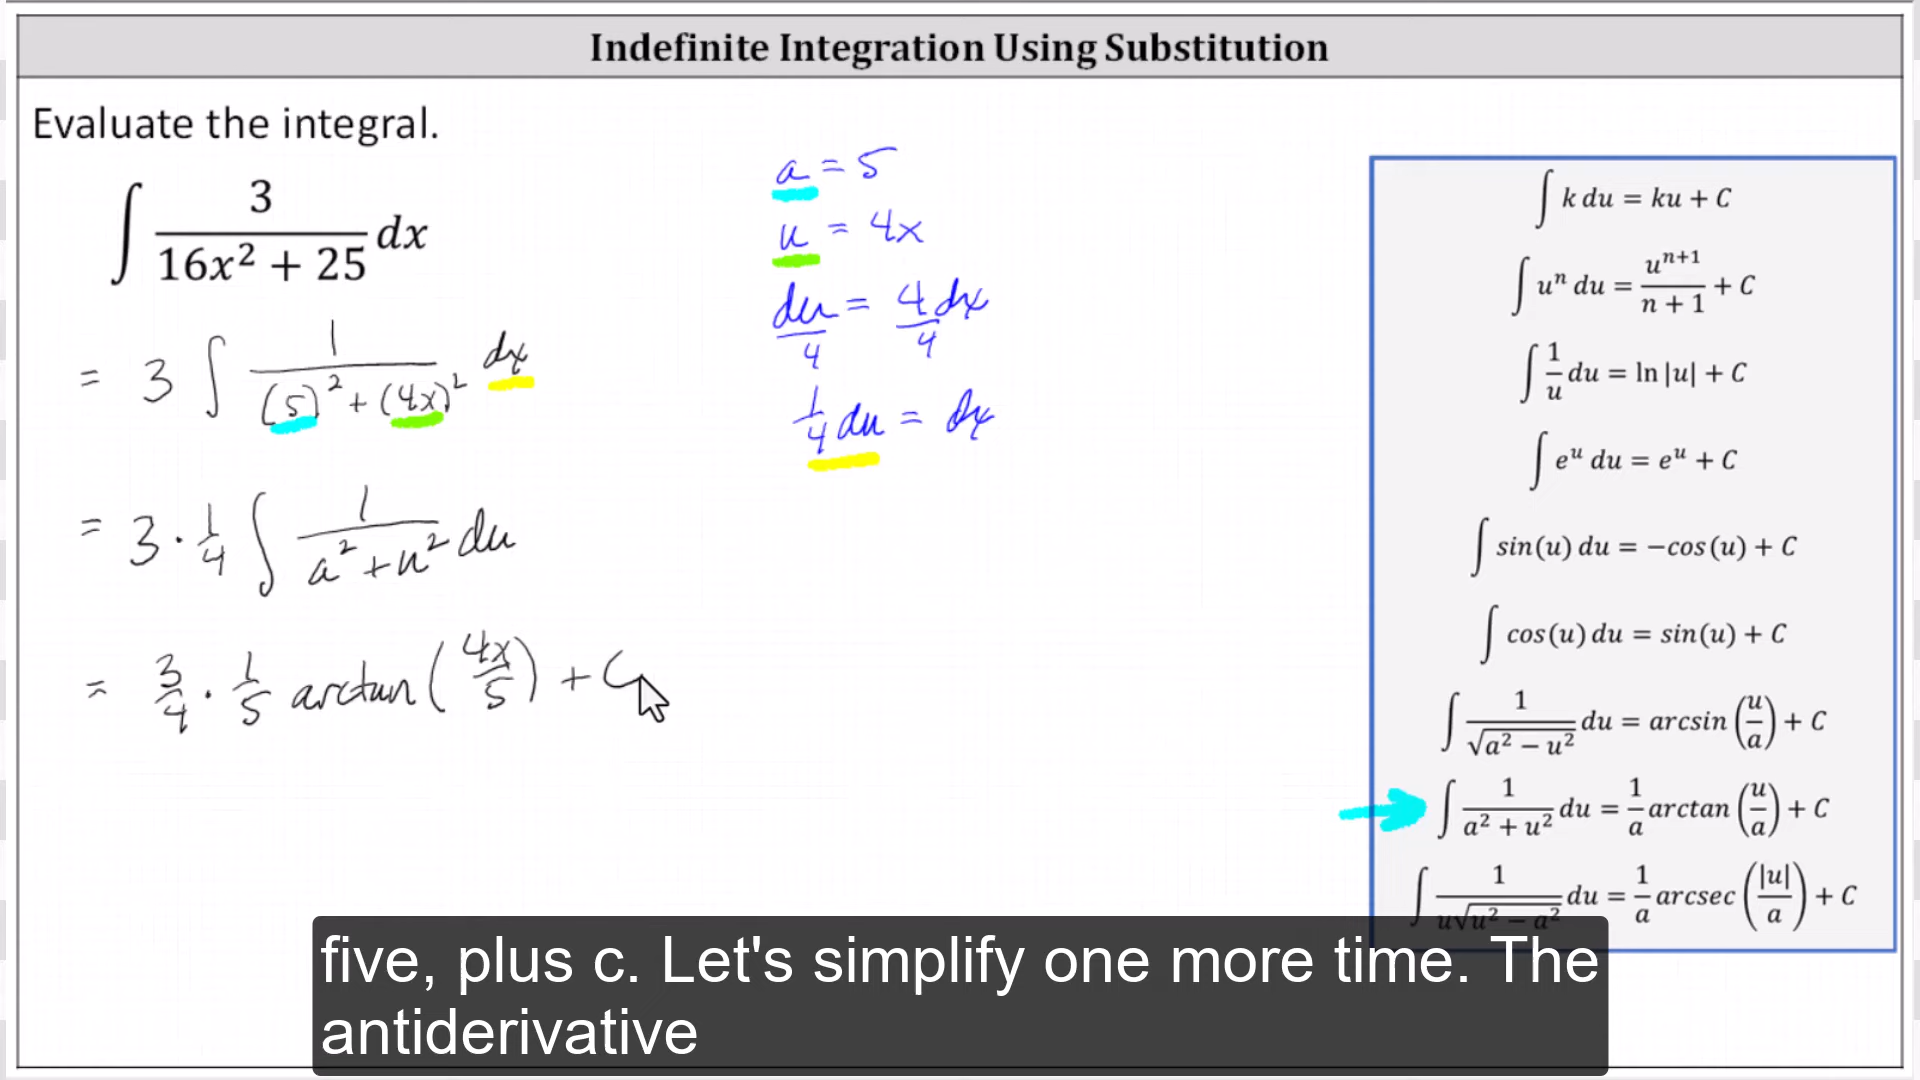 Indefinite Integration Using Substitution
Evaluate the integral.
∫ 3/(16x² + 25) dx
= 3 ∫ 1/((5)² + (4x)²) dx
= 3 · 1/4 ∫ 1/(a² + u²) du
= 3/4 · 1/5 arctan(4x/5) + C
a = 5
u = 4x
du/4 = 4dx/4
1/4 du = dx
∫ k du = ku + C
∫ uⁿ du = uⁿ⁺¹/(n + 1) + C
∫ 1/u du = ln |u| + C
∫ eᵘ du = eᵘ + C
∫ sin(u) du = −cos(u) + C
∫ cos(u) du = sin(u) + C
∫ 1/√(a² − u²) du = arcsin (u/a) + C
∫ 1/(a² + u²) du = 1/a arctan (u/a) + C
∫ 1/(u√(u² − a²)) du = 1/a arcsec (|u|/a) + C
five, plus c. Let's simplify one more time. The
antiderivative